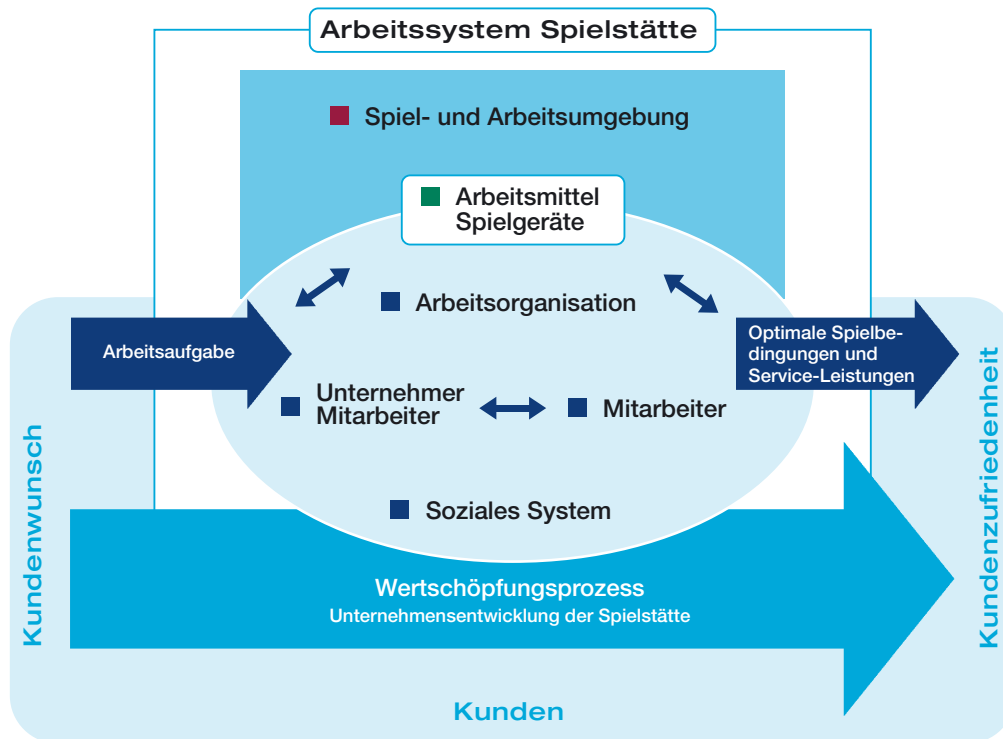 Arbeitssystem Spielstätte
Spiel- und Arbeitsumgebung
Arbeitsmittel
Spielgeräte
Arbeitsorganisation
Arbeitsaufgabe
Optimale Spielbe-
dingungen und
Service-Leistungen
Unternehmer
Mitarbeiter
Mitarbeiter
Soziales System
Kundenwunsch
Kundenzufriedenheit
Wertschöpfungsprozess
Unternehmensentwicklung der Spielstätte
Kunden